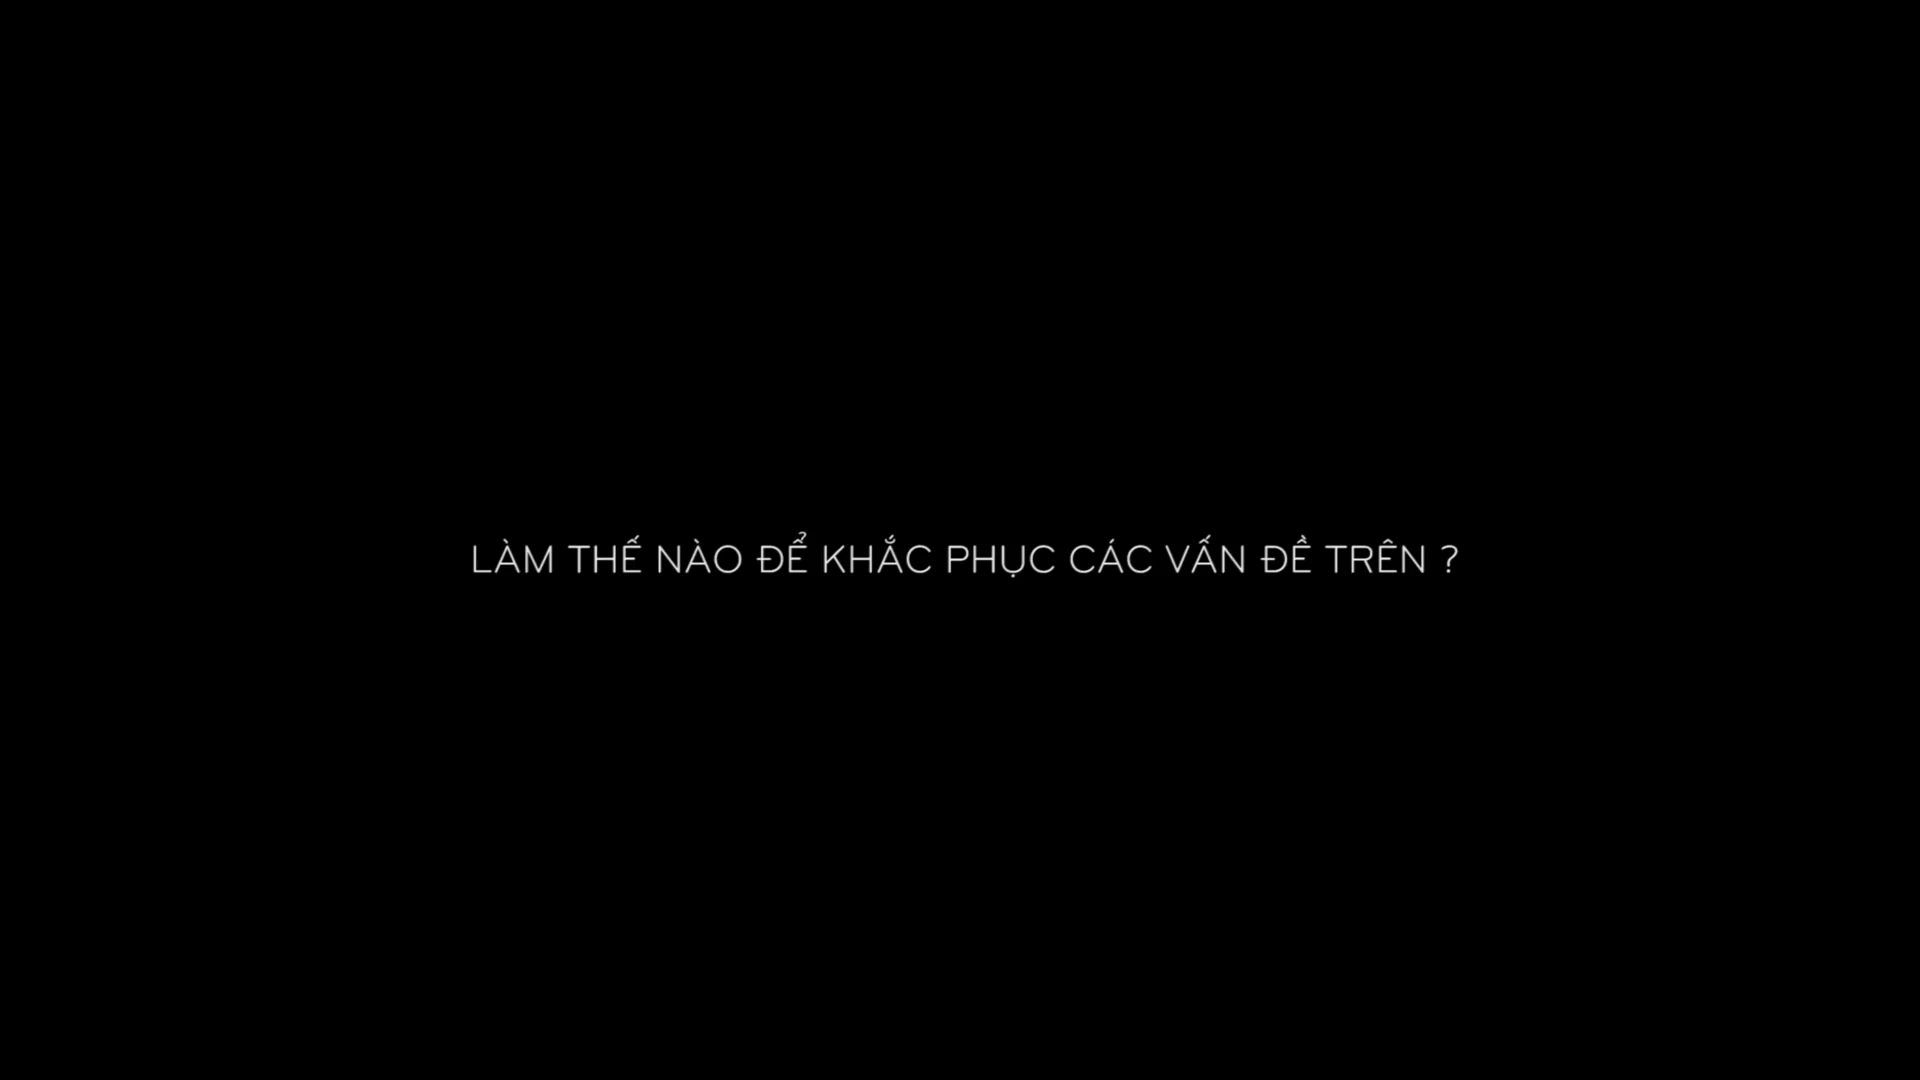 LÀM THẾ NÀO ĐỂ KHẮC PHỤC CÁC VẤN ĐỀ TRÊN ?